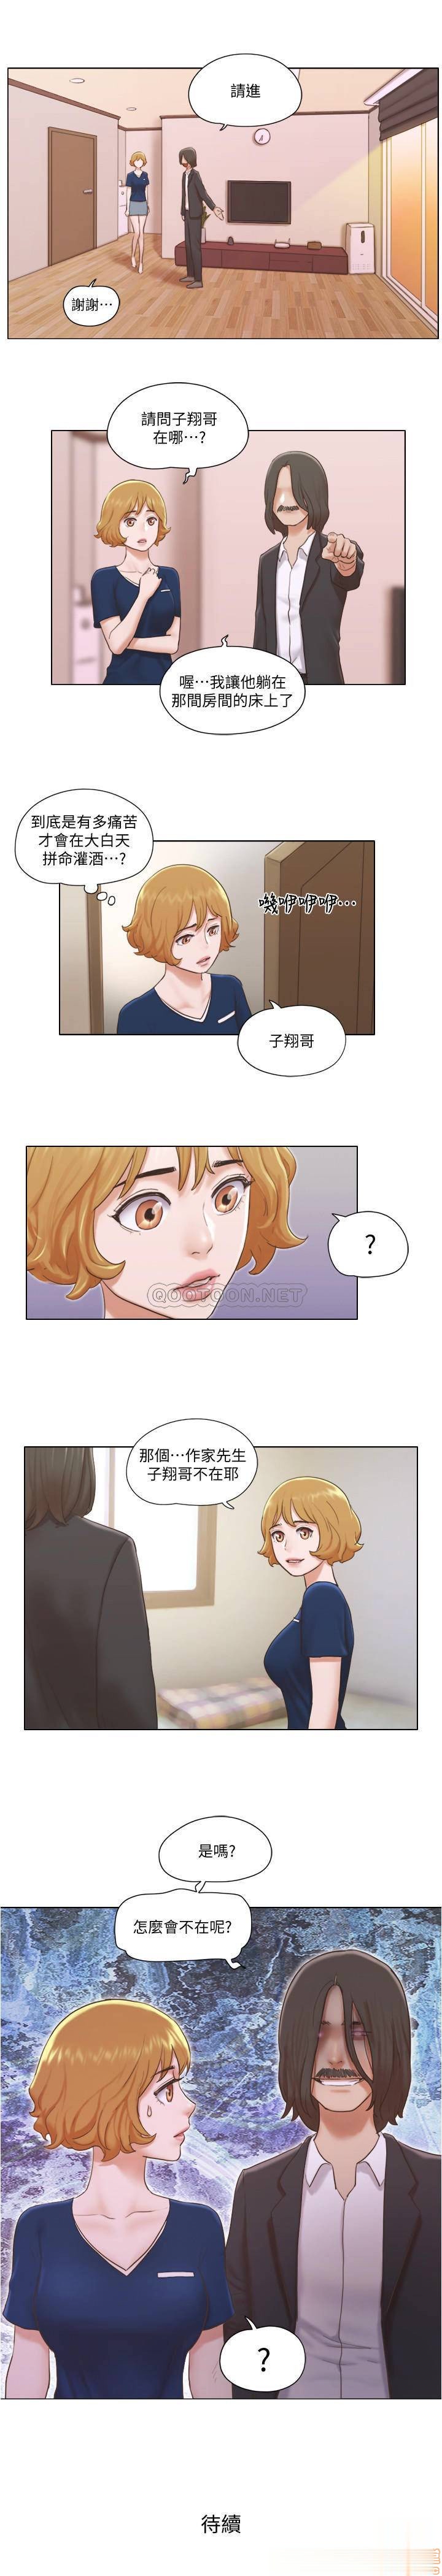 請進
謝謝⋯
請問子翔哥
在哪⋯?
喔⋯我讓他躺在
那間房間的床上了
到底是有多痛苦
才會在大白天
拼命灌酒⋯?
嘰咿咿咿⋯
子翔哥
?
QOOTOON.NET
那個⋯作家先生
子翔哥不在耶
是嗎?
怎麼會不在呢?
?
待續